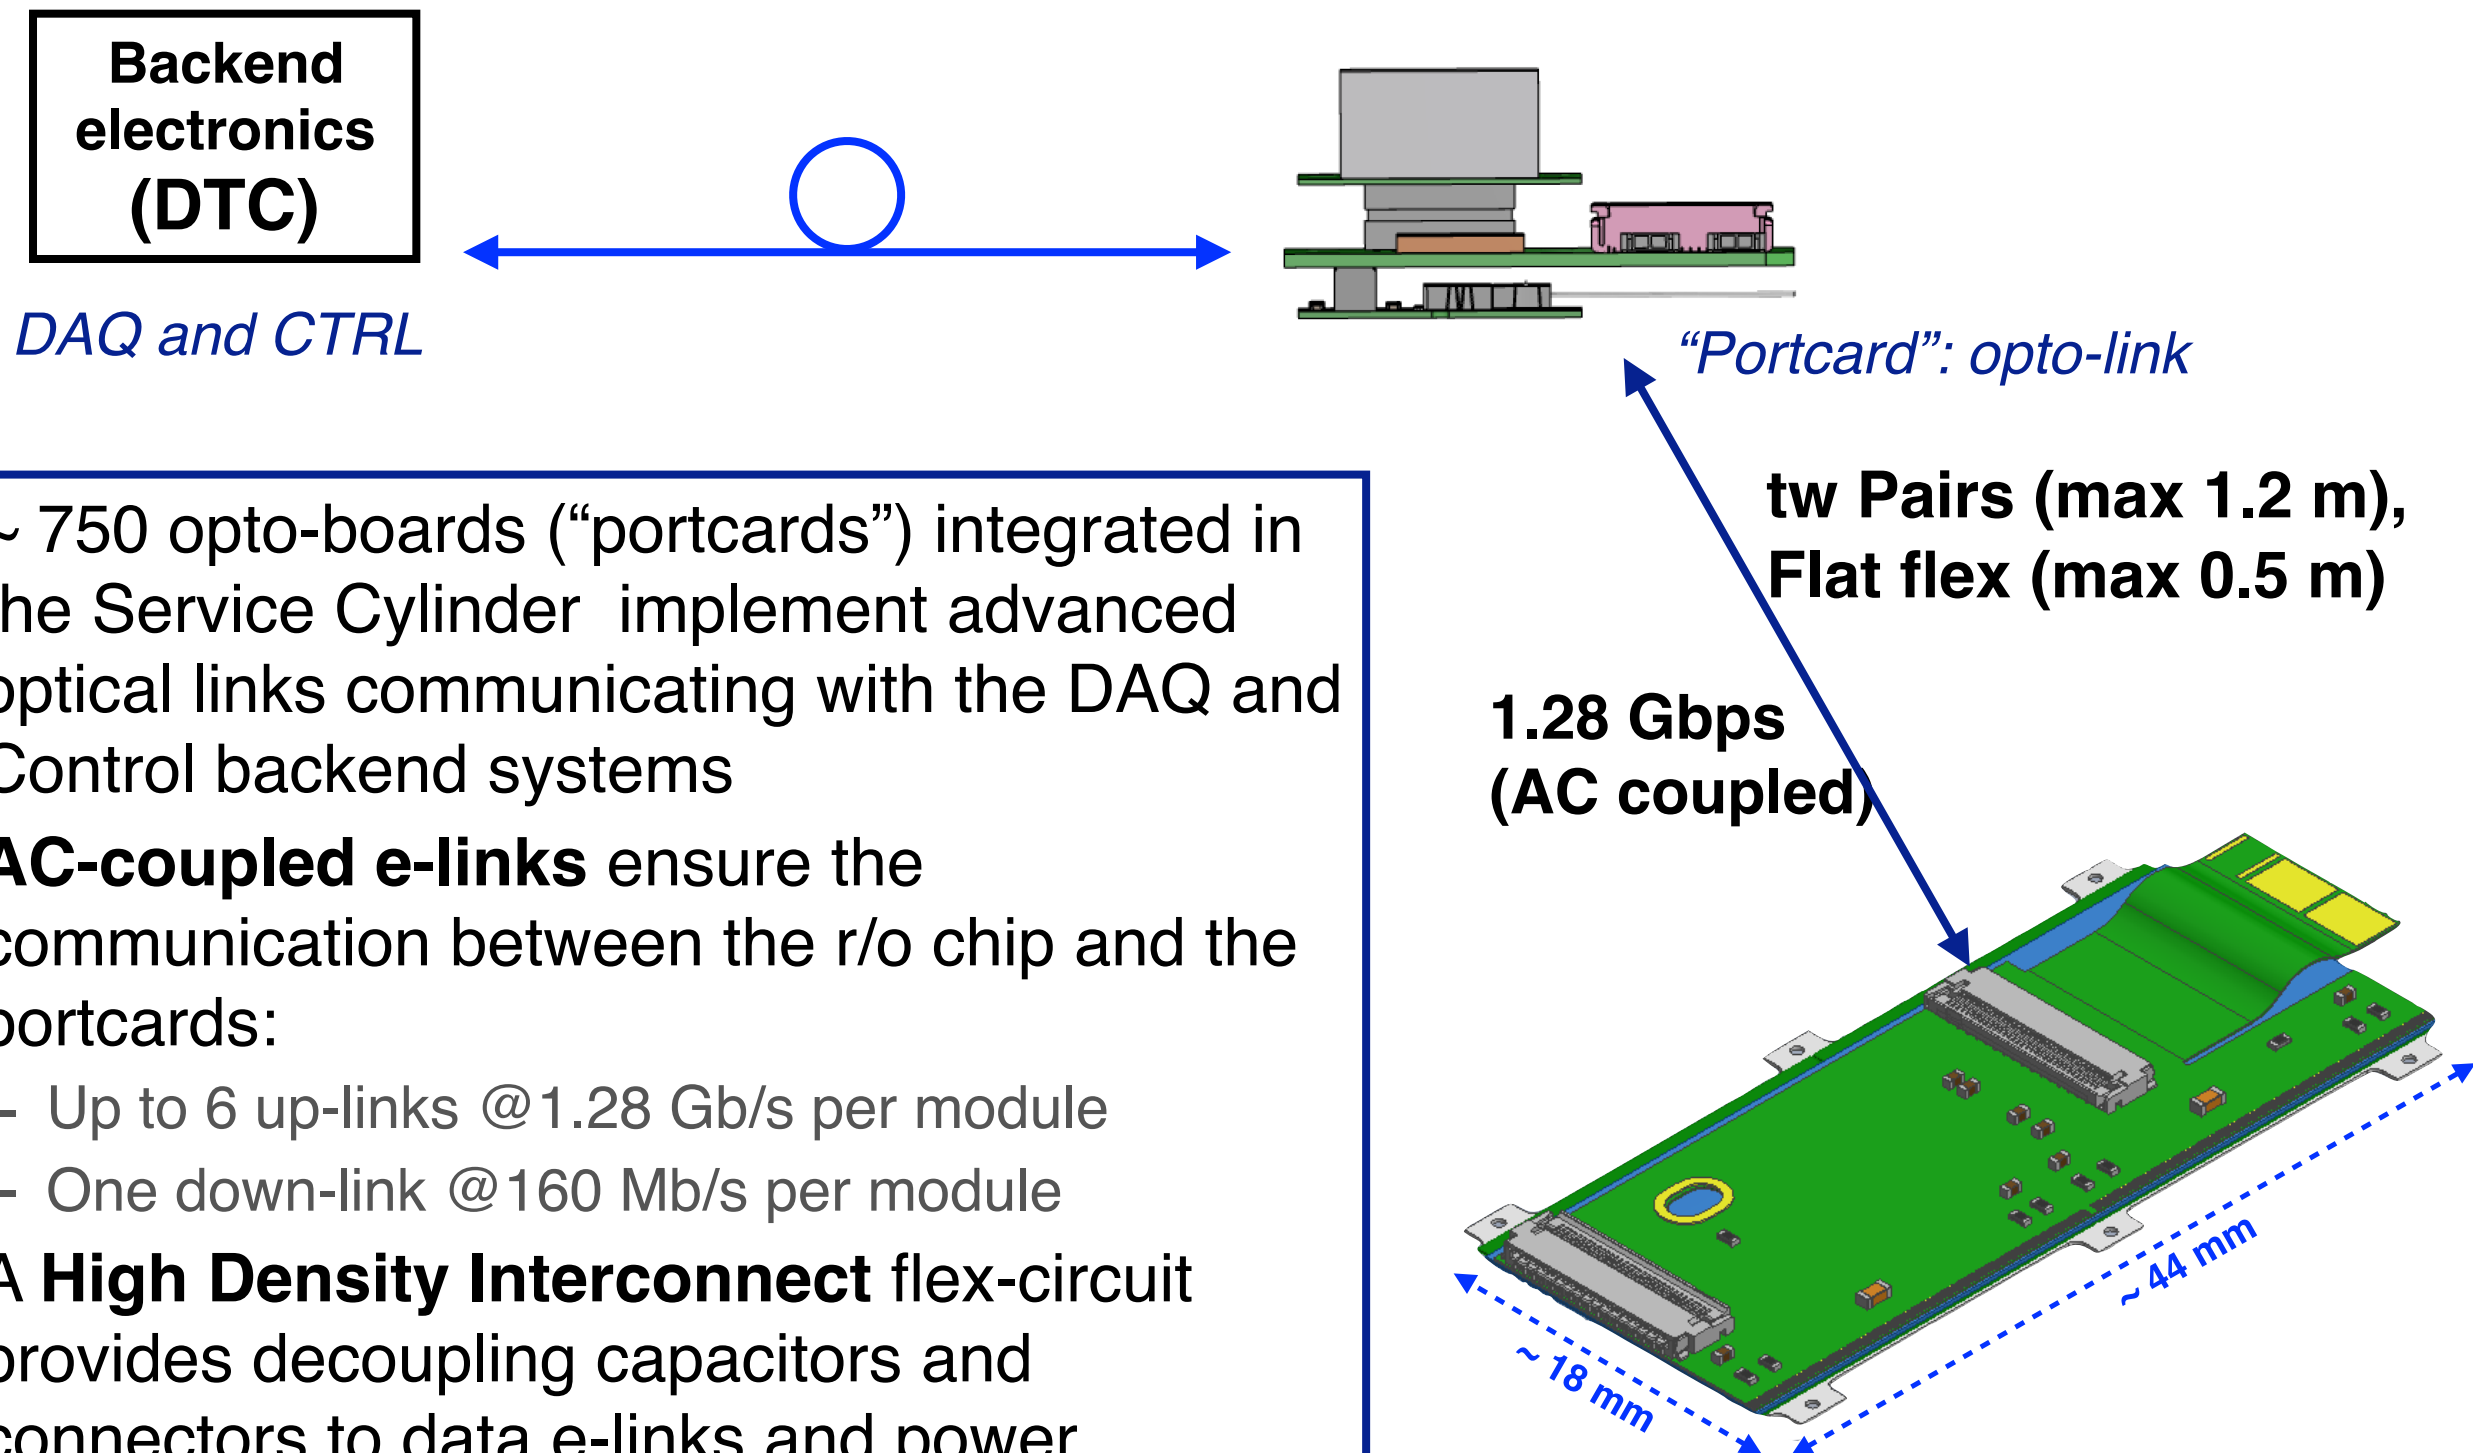 Backend
electronics
(DTC)
DAQ and CTRL
“Portcard”: opto-link
tw Pairs (max 1.2 m),
Flat flex (max 0.5 m)
1.28 Gbps
(AC coupled)
~ 750 opto-boards (“portcards”) integrated in
the Service Cylinder implement advanced
optical links communicating with the DAQ and
Control backend systems
AC-coupled e-links ensure the
communication between the r/o chip and the
portcards:
- Up to 6 up-links @1.28 Gb/s per module
- One down-link @160 Mb/s per module
A High Density Interconnect flex-circuit
provides decoupling capacitors and
connectors to data e-links and power
~ 44 mm
~ 18 mm